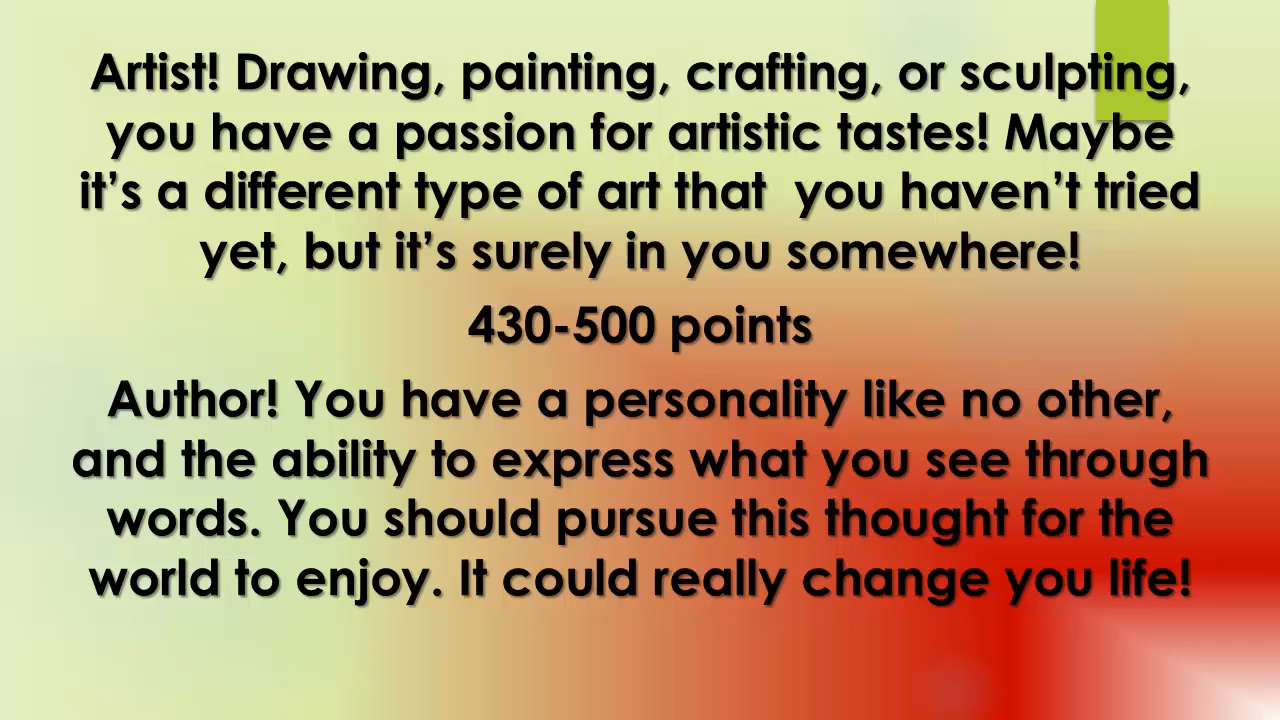 Artist! Drawing, painting, crafting, or sculpting,
you have a passion for artistic tastes! Maybe
it’s a different type of art that  you haven’t tried
yet, but it’s surely in you somewhere!
430-500 points
Author! You have a personality like no other,
and the ability to express what you see through
words. You should pursue this thought for the
world to enjoy. It could really change you life!